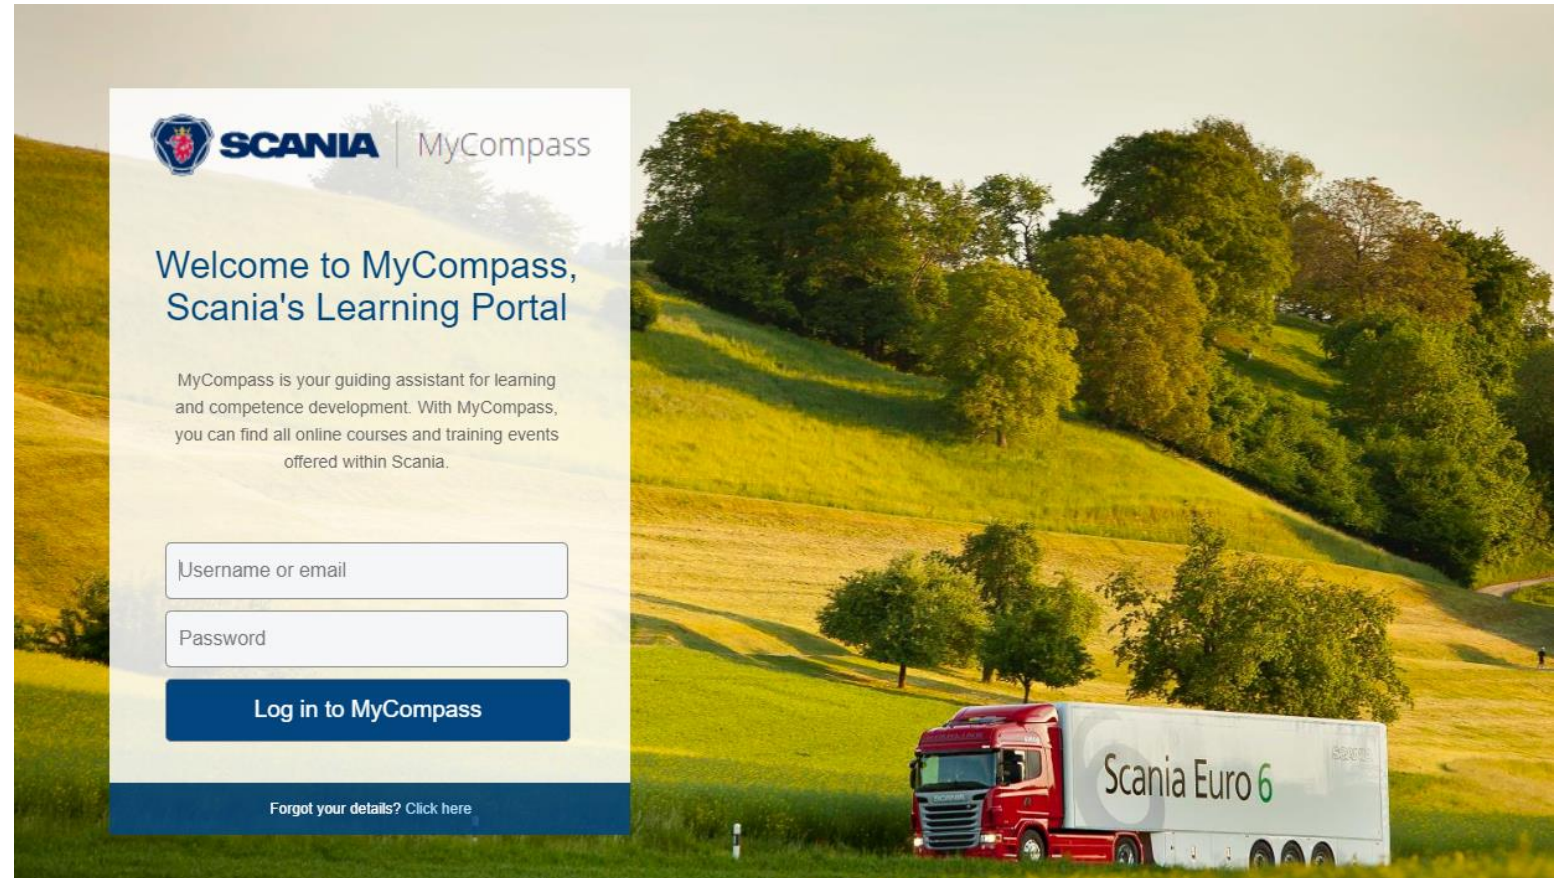 SCANIA | MyCompass
Welcome to MyCompass,
Scania's Learning Portal
MyCompass is your guiding assistant for learning
and competence development. With MyCompass,
you can find all online courses and training events
offered within Scania.
Username or email
Password
Log in to MyCompass
Forgot your details? Click here
SCANIA
Scania Euro 6
SCANIA